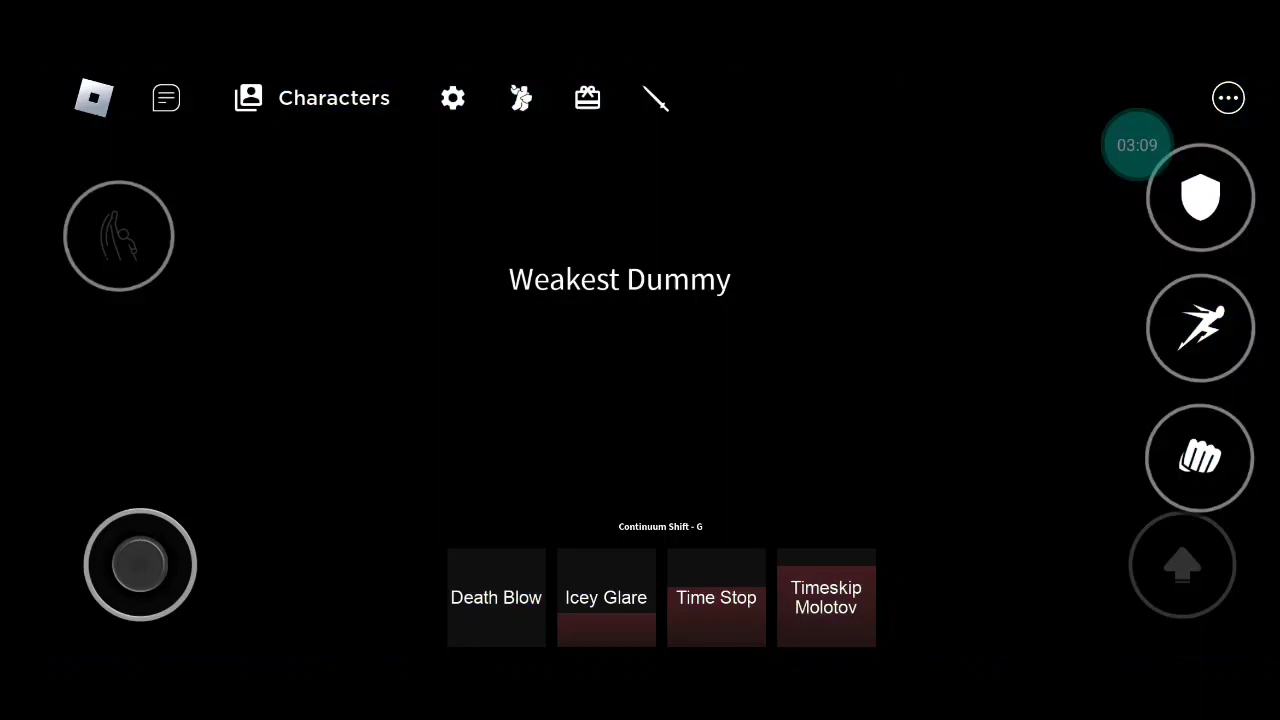 Characters
03:09
Weakest Dummy
Continuum Shift - G
Death Blow
Icey Glare
Time Stop
Timeskip
Molotov